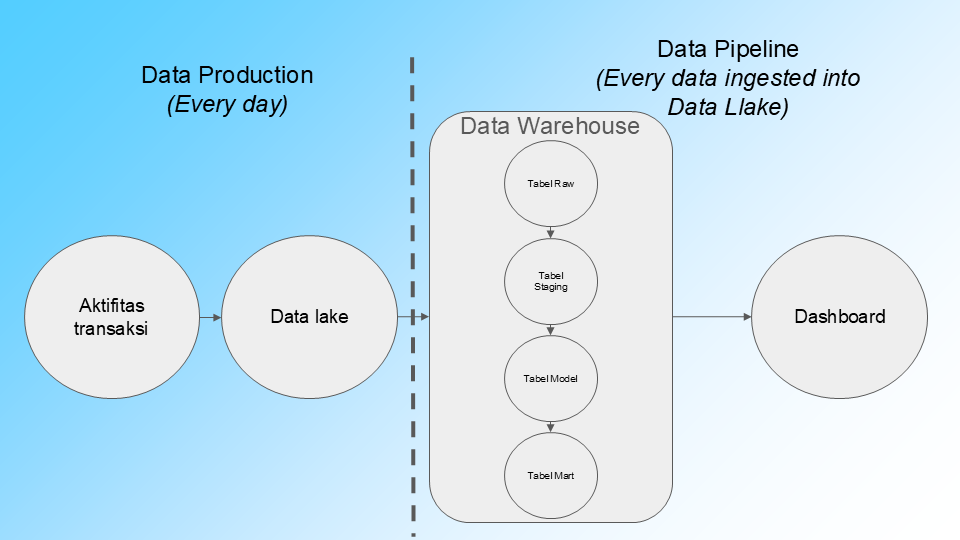 Data Production
(Every day)
Data Pipeline
(Every data ingested into
Data Llake)
Data Warehouse
Tabel Raw
Tabel
Staging
Tabel Model
Tabel Mart
Aktifitas
transaksi
Data lake
Dashboard